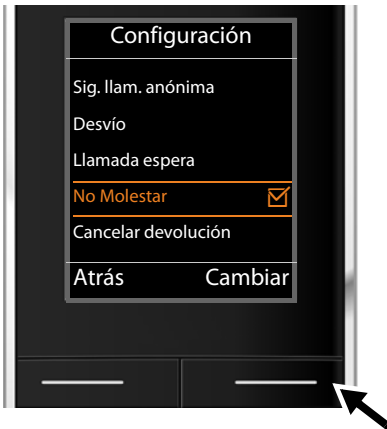 Configuración
Sig. llam. anónima
Desvío
Llamada espera
No Molestar
Cancelar devolución
Atrás Cambiar